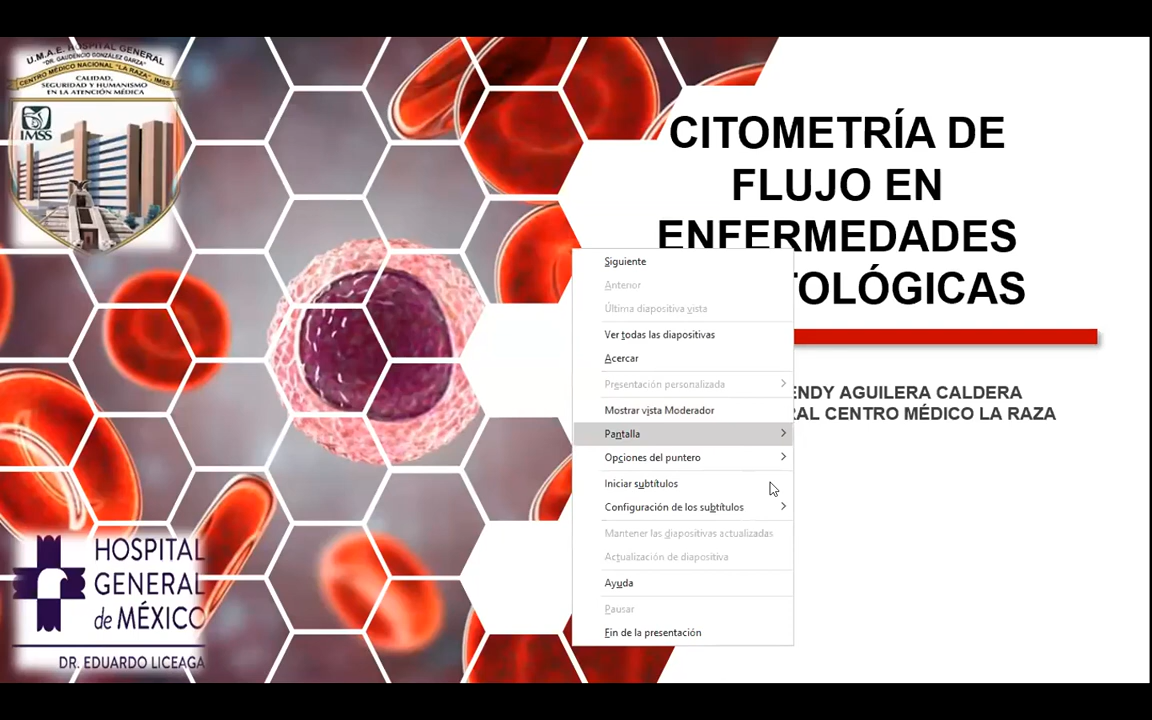 U.M.A.E. HOSPITAL GENERAL
"DR. GAUDENCIO GONZÁLEZ GARZA"
CENTRO MÉDICO NACIONAL "LA RAZA", IMSS
CALIDAD,
SEGURIDAD Y HUMANISMO
EN LA ATENCIÓN MÉDICA
IMSS
CITOMETRÍA DE
FLUJO EN
ENFERMEDADES
TOLÓGICAS
Siguiente
Anterior
Última diapositiva vista
Ver todas las diapositivas
Acercar
Presentación personalizada
Mostrar vista Moderador
Pantalla
Opciones del puntero
Iniciar subtítulos
Configuración de los subtítulos
Mantener las diapositivas actualizadas
Actualización de diapositiva
Ayuda
Pausar
Fin de la presentación
ENDY AGUILERA CALDERA
RAL CENTRO MÉDICO LA RAZA
HOSPITAL
GENERAL
de MÉXICO
DR. EDUARDO LICEAGA